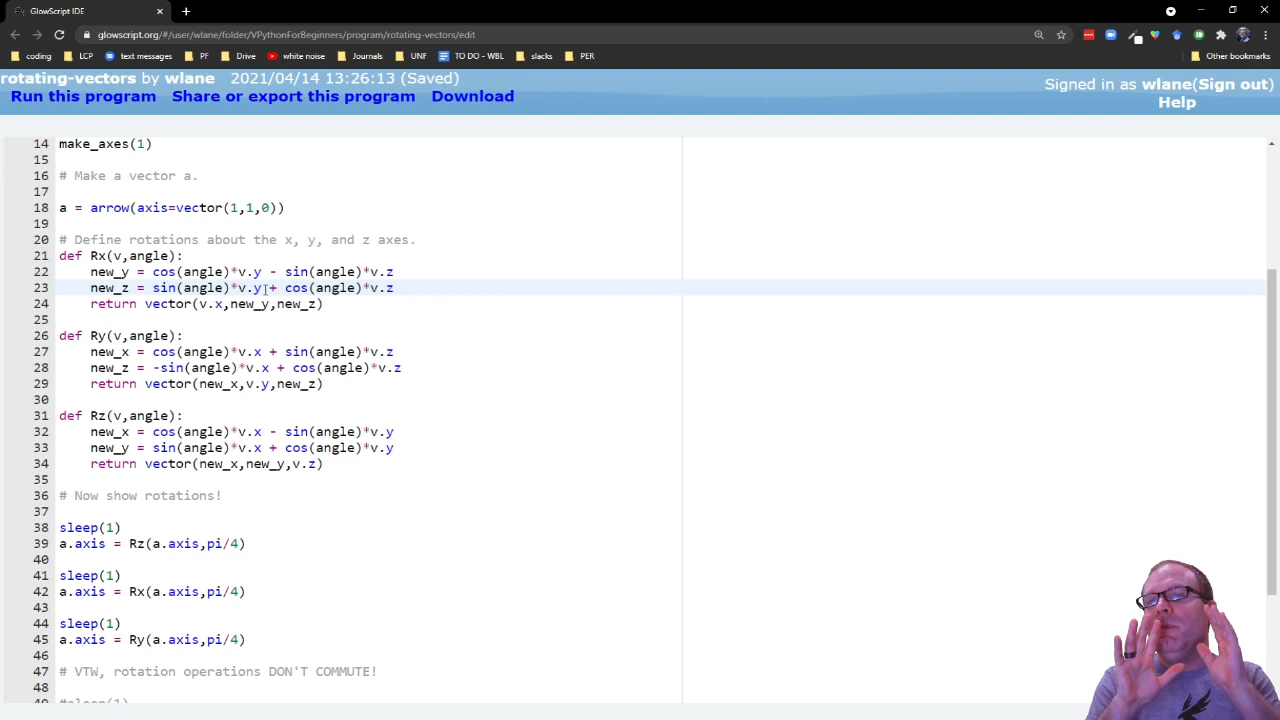 GlowScript IDE
glowscript.org/#/user/wlane/folder/VPythonForBeginners/program/rotating-vectors/edit
coding LCP text messages PF Drive white noise Journals UNF TO DO - WBL slacks PER Other bookmarks
rotating-vectors by wlane 2021/04/14 13:26:13 (Saved)
Signed in as wlane(Sign out)
Run this program Share or export this program Download
Help
14 make_axes(1)
15
16 # Make a vector a.
17
18 a = arrow(axis=vector(1,1,0))
19
20 # Define rotations about the x, y, and z axes.
21 def Rx(v,angle):
22 new_y = cos(angle)*v.y - sin(angle)*v.z
23 new_z = sin(angle)*v.y + cos(angle)*v.z
24 return vector(v.x,new_y,new_z)
25
26 def Ry(v,angle):
27 new_x = cos(angle)*v.x + sin(angle)*v.z
28 new_z = -sin(angle)*v.x + cos(angle)*v.z
29 return vector(new_x,v.y,new_z)
30
31 def Rz(v,angle):
32 new_x = cos(angle)*v.x - sin(angle)*v.y
33 new_y = sin(angle)*v.x + cos(angle)*v.y
34 return vector(new_x,new_y,v.z)
35
36 # Now show rotations!
37
38 sleep(1)
39 a.axis = Rz(a.axis,pi/4)
40
41 sleep(1)
42 a.axis = Rx(a.axis,pi/4)
43
44 sleep(1)
45 a.axis = Ry(a.axis,pi/4)
46
47 # VTW, rotation operations DON'T COMMUTE!
48
49 #sleep(1)